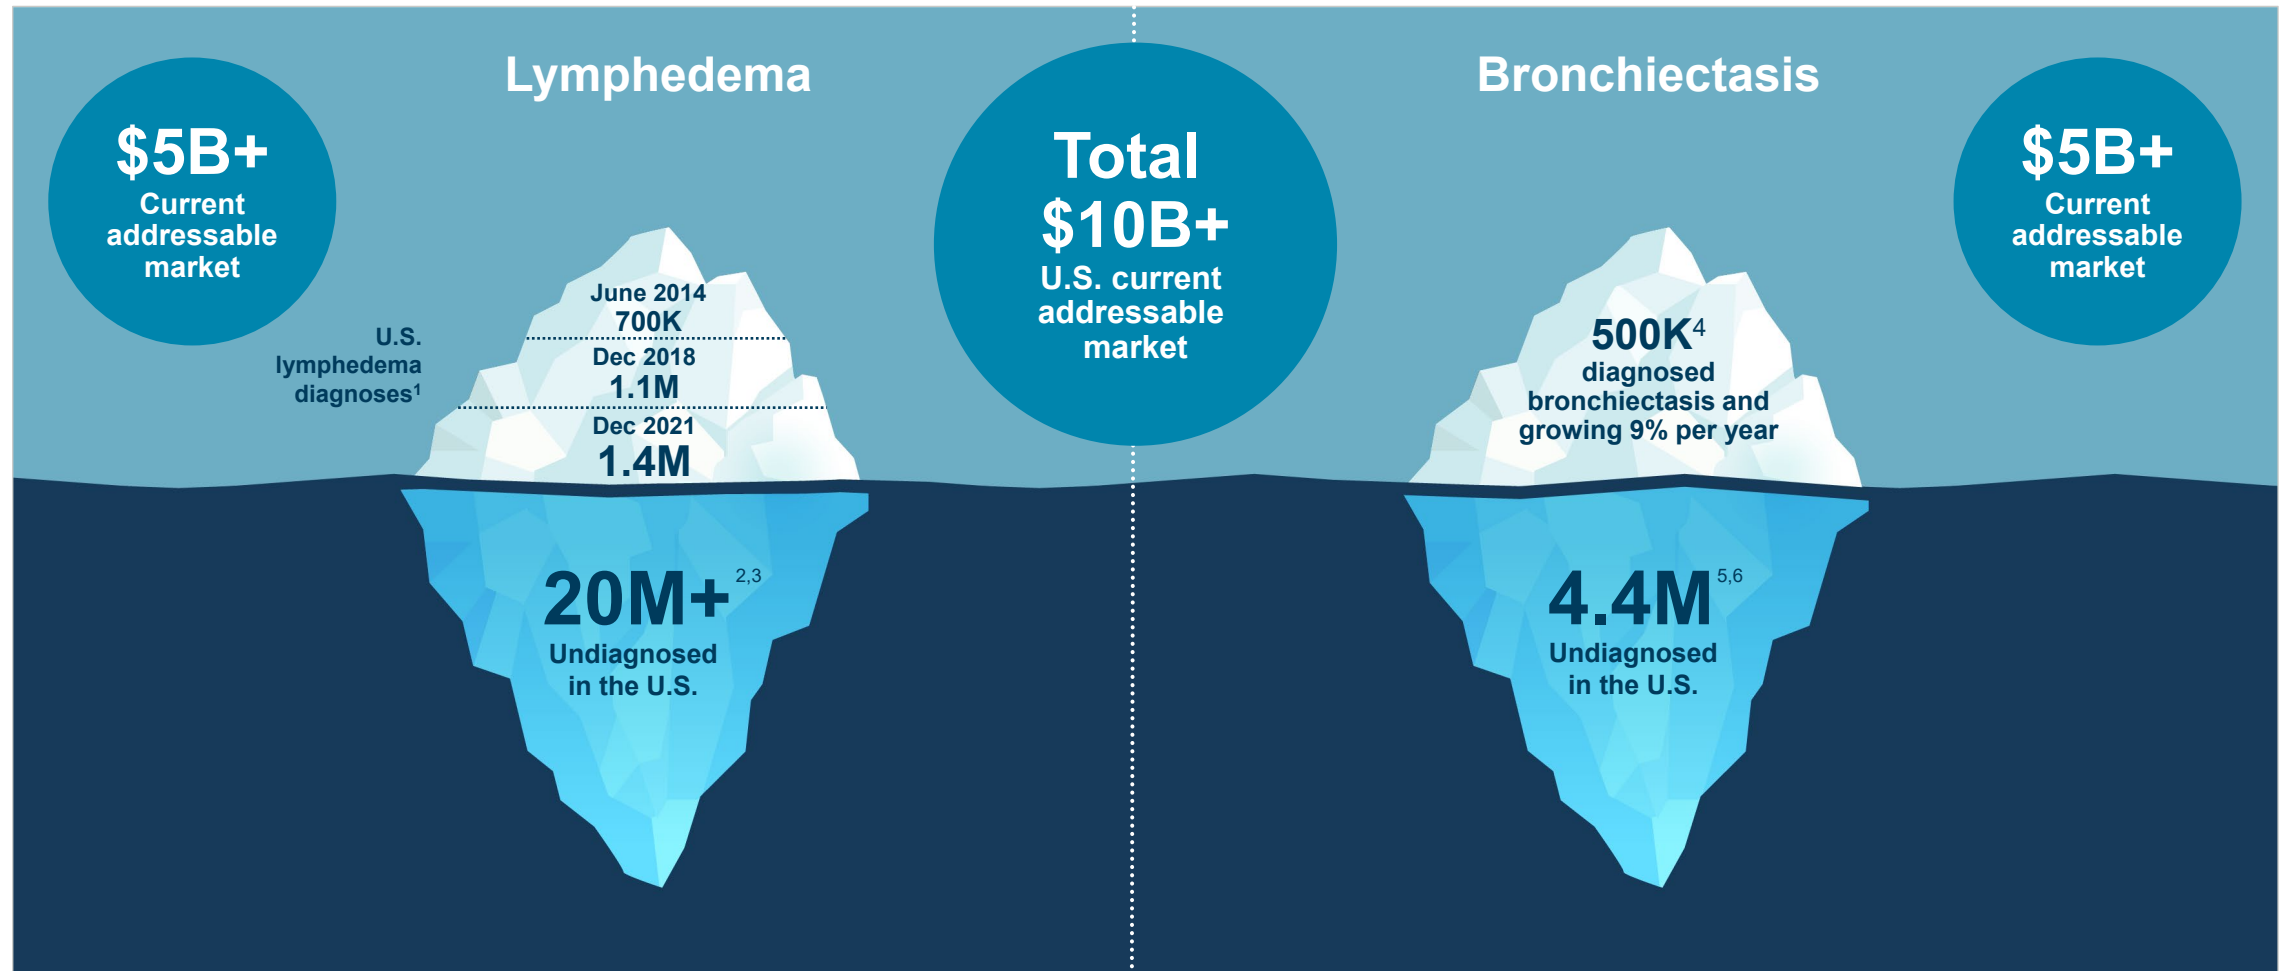 Lymphedema
$5B+
Current
addressable
market
U.S.
lymphedema
diagnoses¹
June 2014
700K
Dec 2018
1.1M
Dec 2021
1.4M
20M+ 2,3
Undiagnosed
in the U.S.
Total
$10B+
U.S. current
addressable
market
Bronchiectasis
$5B+
Current
addressable
market
500K⁴
diagnosed
bronchiectasis and
growing 9% per year
4.4M 5,6
Undiagnosed
in the U.S.